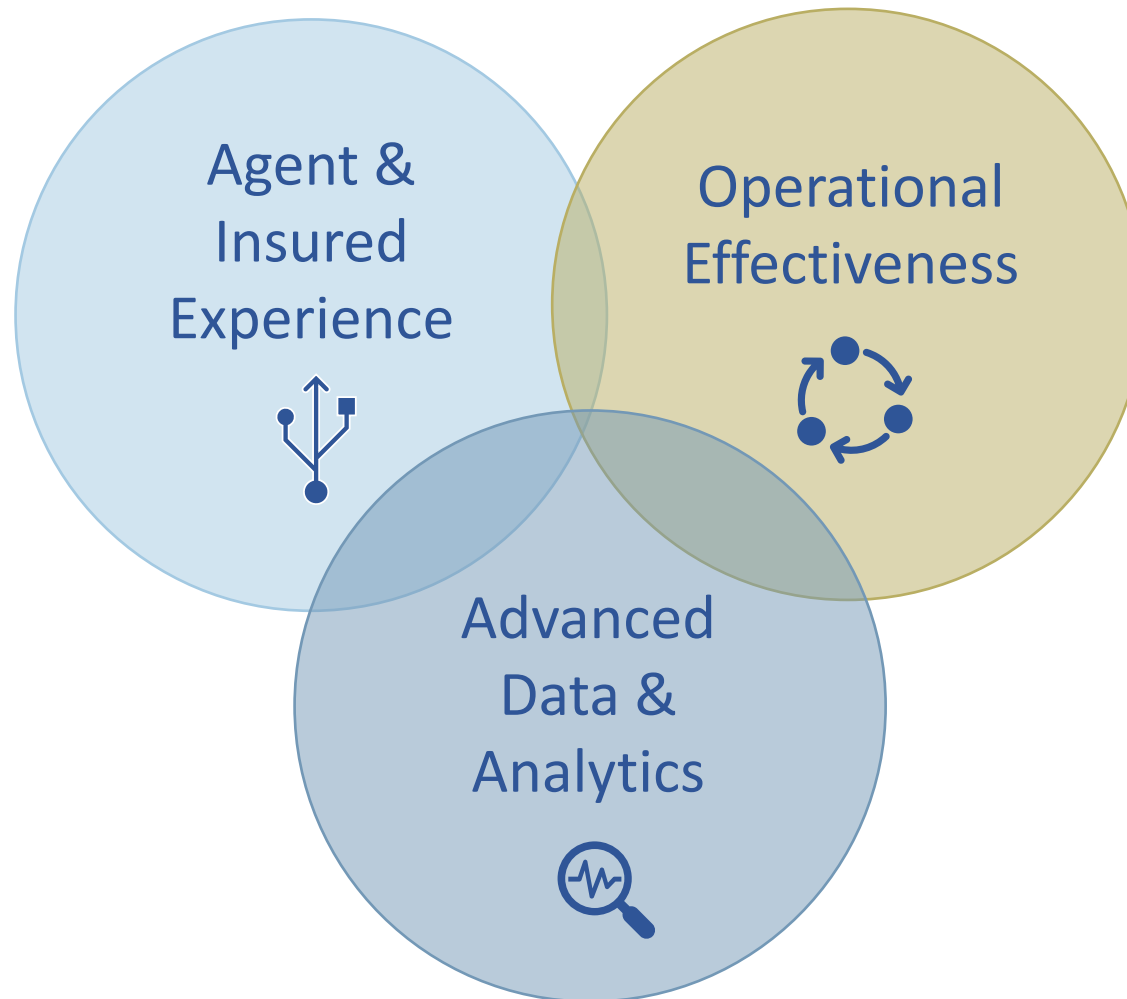 Agent &
Insured
Experience
Operational
Effectiveness
Advanced
Data &
Analytics